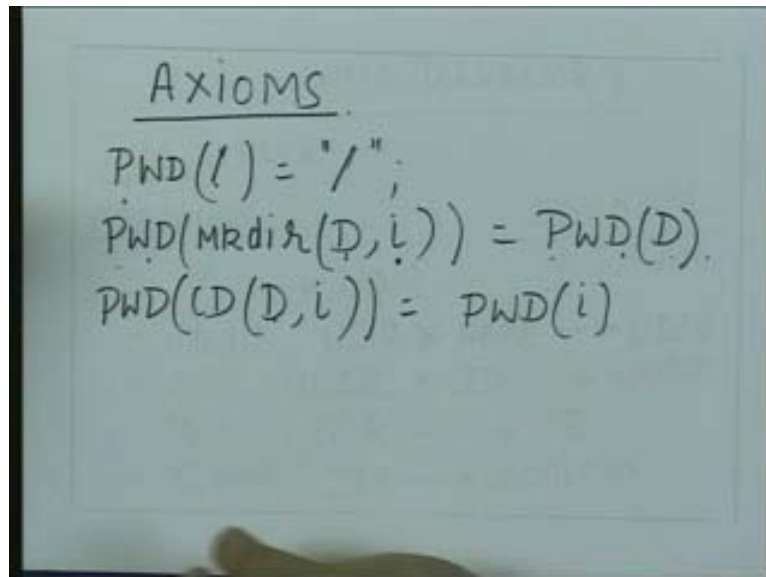 AXIOMS.
PWD(/) = "/";
PWD(MKdir(D,i)) = PWD(D).
PWD(CD(D,i)) = PWD(i)